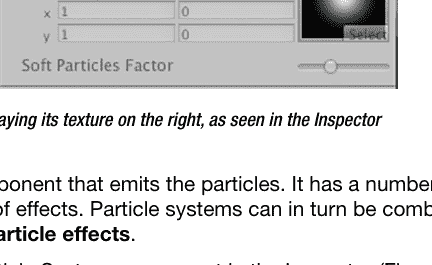 x 1 0
y 1 0
Select
Soft Particles Factor
aying its texture on the right, as seen in the Inspector
ponent that emits the particles. It has a number
of effects. Particle systems can in turn be comb
article effects.